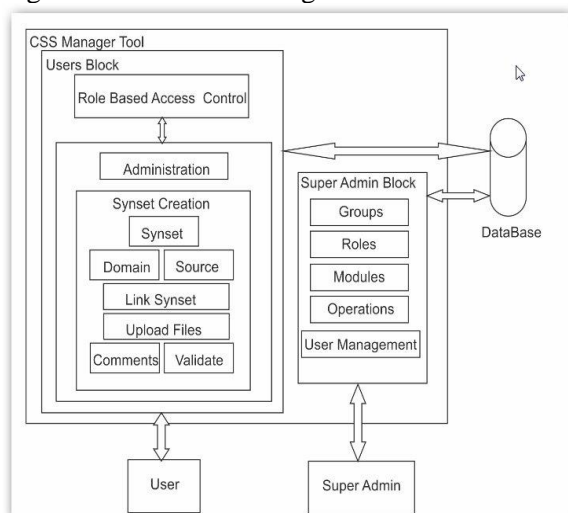 CSS Manager Tool
Users Block
Role Based Access Control
Administration
Synset Creation
Synset
Domain
Source
Link Synset
Upload Files
Comments
Validate
Super Admin Block
Groups
Roles
Modules
Operations
User Management
DataBase
User
Super Admin